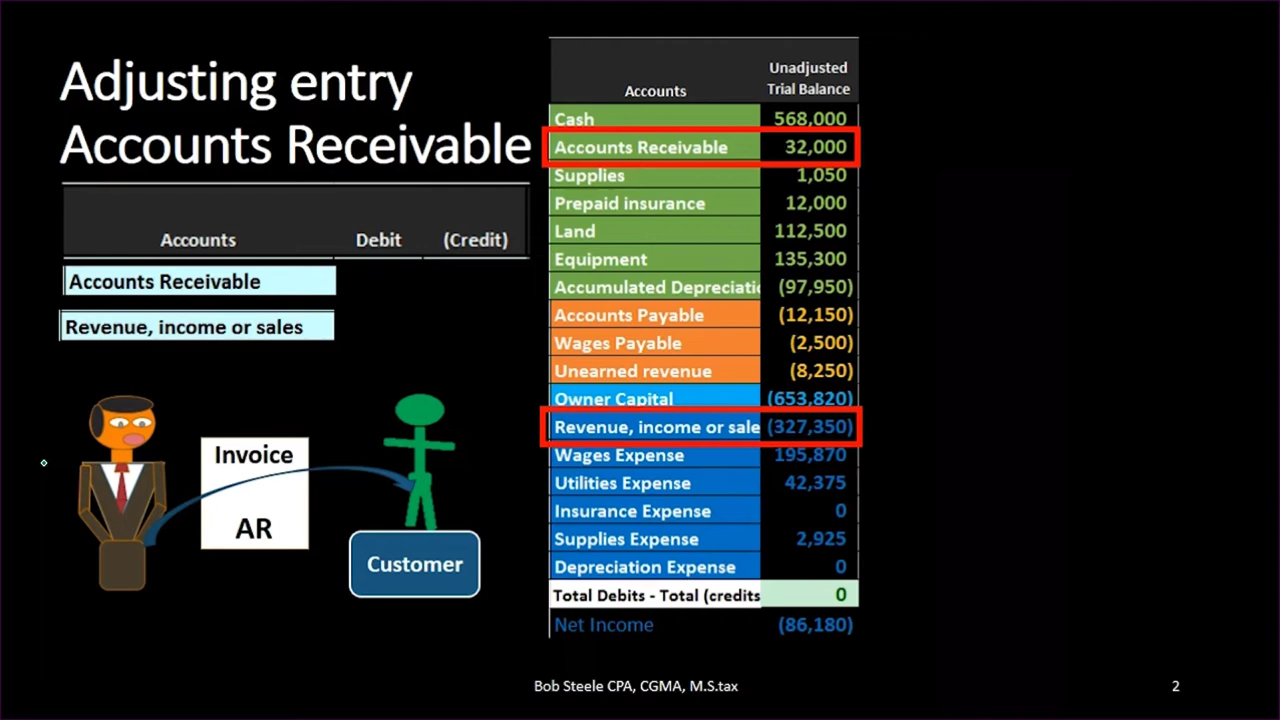 Adjusting entry
Accounts Receivable
Accounts Debit (Credit)
Accounts Receivable
Revenue, income or sales
Invoice
AR
Customer
Unadjusted
Accounts Trial Balance
Cash 568,000
Accounts Receivable 32,000
Supplies 1,050
Prepaid insurance 12,000
Land 112,500
Equipment 135,300
Accumulated Depreciatio (97,950)
Accounts Payable (12,150)
Wages Payable (2,500)
Unearned revenue (8,250)
Owner Capital (653,820)
Revenue, income or sale (327,350)
Wages Expense 195,870
Utilities Expense 42,375
Insurance Expense 0
Supplies Expense 2,925
Depreciation Expense 0
Total Debits - Total (credits 0
Net Income (86,180)
Bob Steele CPA, CGMA, M.S.tax 2